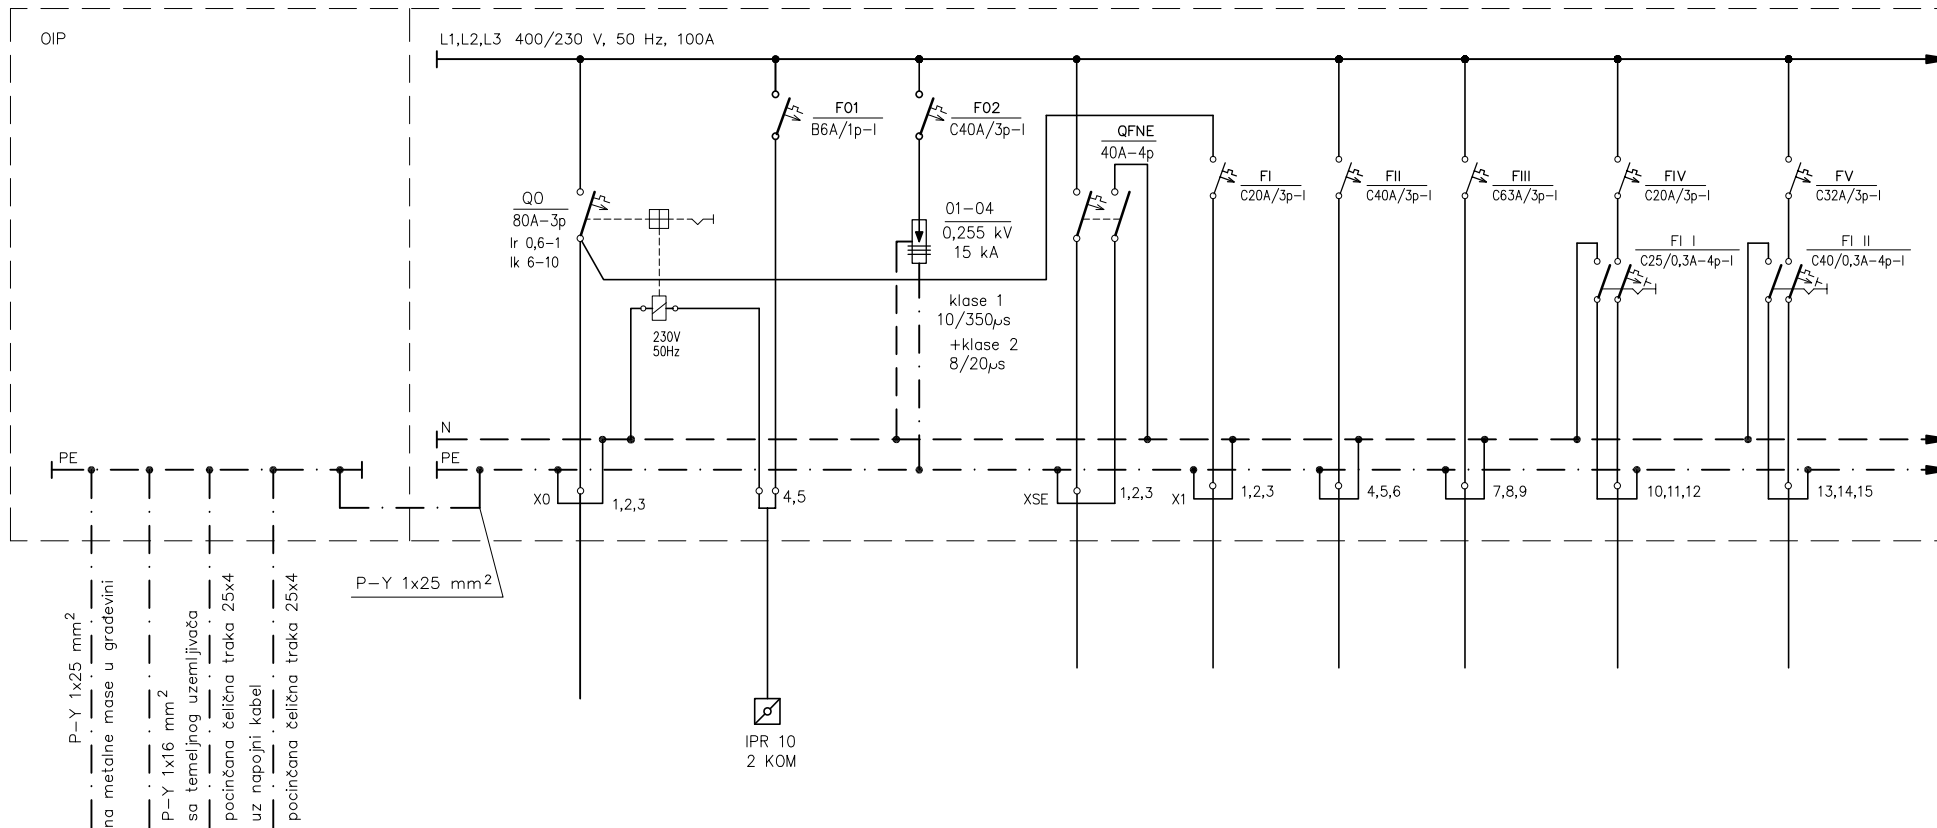 OIP
L1,L2,L3 400/230 V, 50 Hz, 100A
F01
B6A/1p-I
F02
C40A/3p-I
QFNE
40A-4p
FI
C20A/3p-I
FII
C40A/3p-I
FIII
C63A/3p-I
FIV
C20A/3p-I
FV
C32A/3p-I
Q0
80A-3p
Ir 0,6-1
Ik 6-10
01-04
0,255 kV
15 kA
FI I
C25/0,3A-4p-I
FI II
C40/0,3A-4p-I
klase 1
10/350µs
+klase 2
8/20µs
230V
50Hz
N
PE
PE
X0
1,2,3
4,5
XSE
1,2,3
X1
1,2,3
4,5,6
7,8,9
10,11,12
13,14,15
P-Y 1x25 mm²
P-Y 1x25 mm²
na metalne mase u građevini
P-Y 1x16 mm²
sa temeljnog uzemljivača
pocinčana čelična traka 25x4
uz napojni kabel
pocinčana čelična traka 25x4
IPR 10
2 KOM